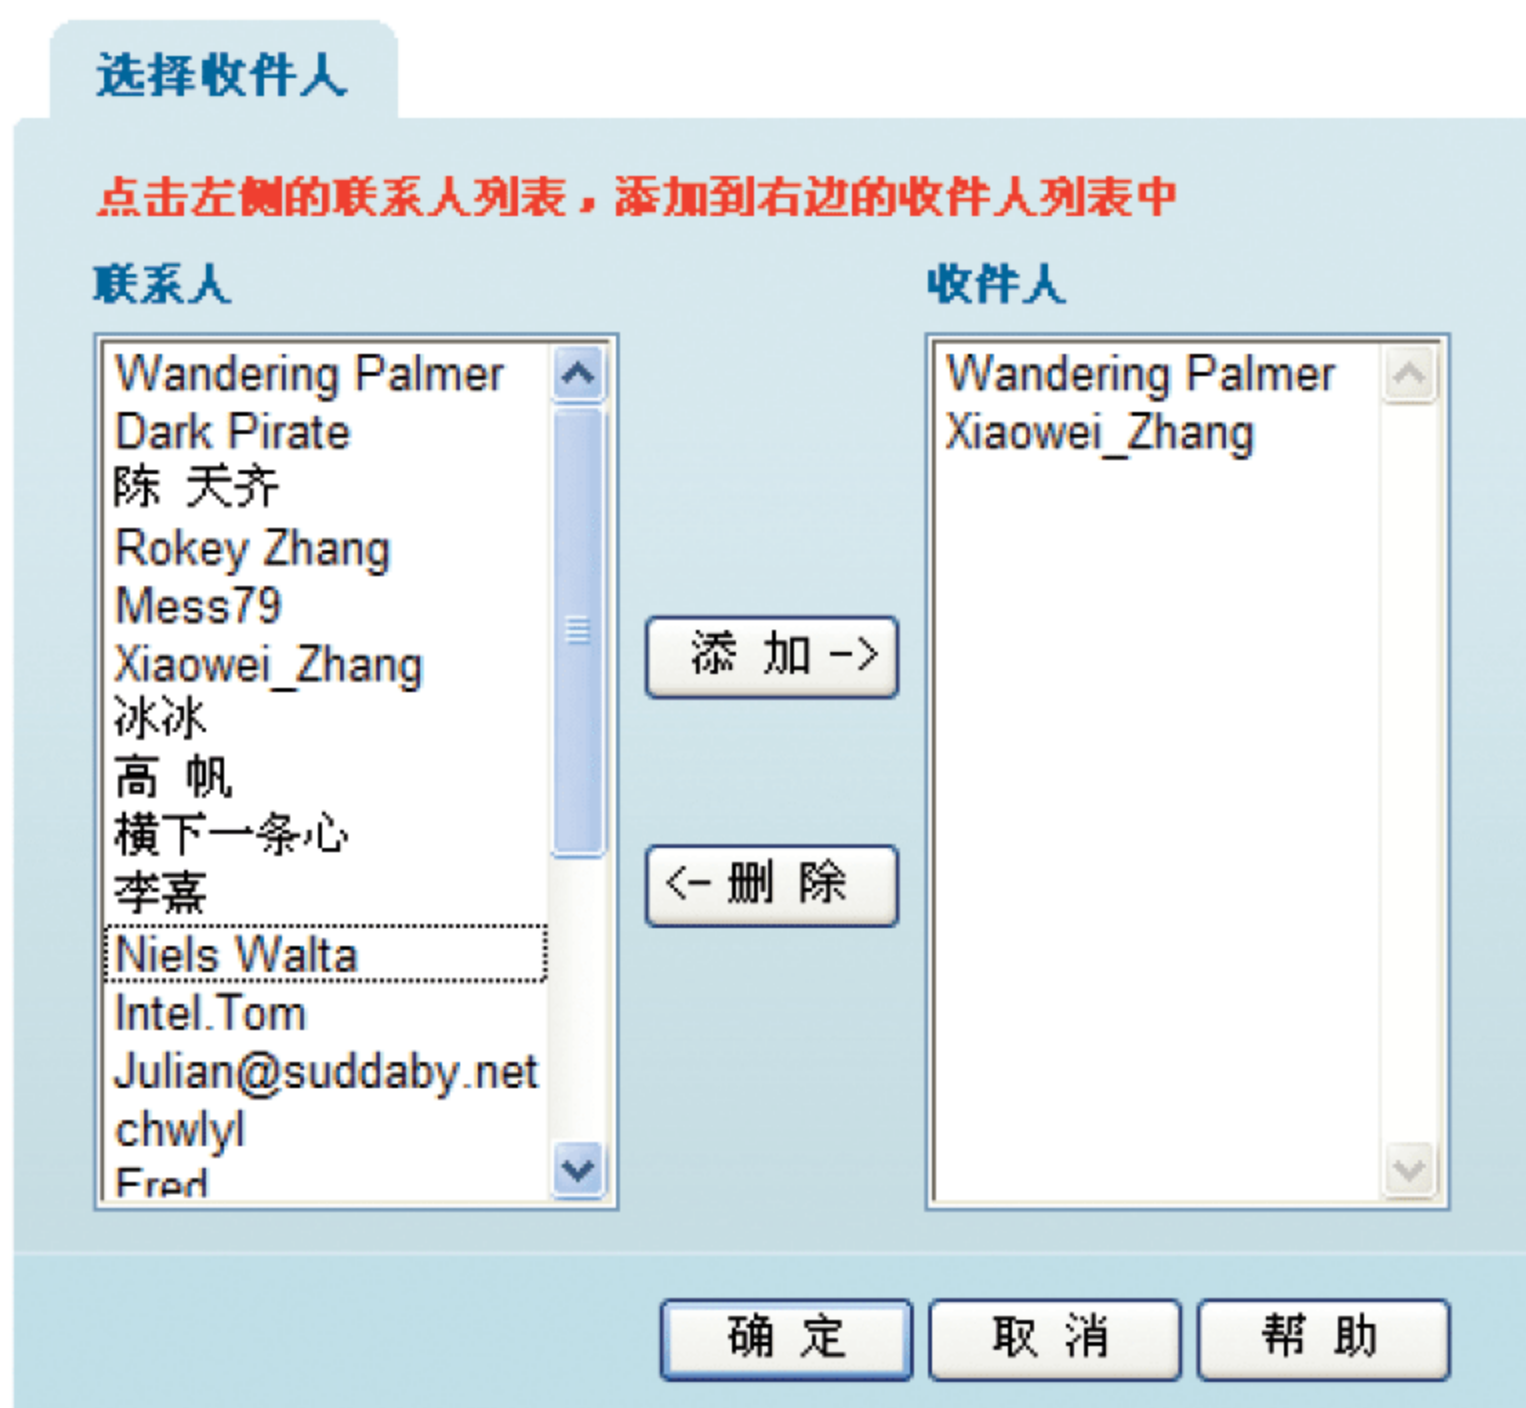 选择收件人
点击左侧的联系人列表，添加到右边的收件人列表中
联系人
收件人
Wandering Palmer
Dark Pirate
陈 天齐
Rokey Zhang
Mess79
Xiaowei_Zhang
冰冰
高 帆
横下一条心
李熹
Niels Walta
Intel.Tom
Julian@suddaby.net
chwlyl
Fred
添 加 ->
<- 删 除
Wandering Palmer
Xiaowei_Zhang
确 定
取 消
帮 助